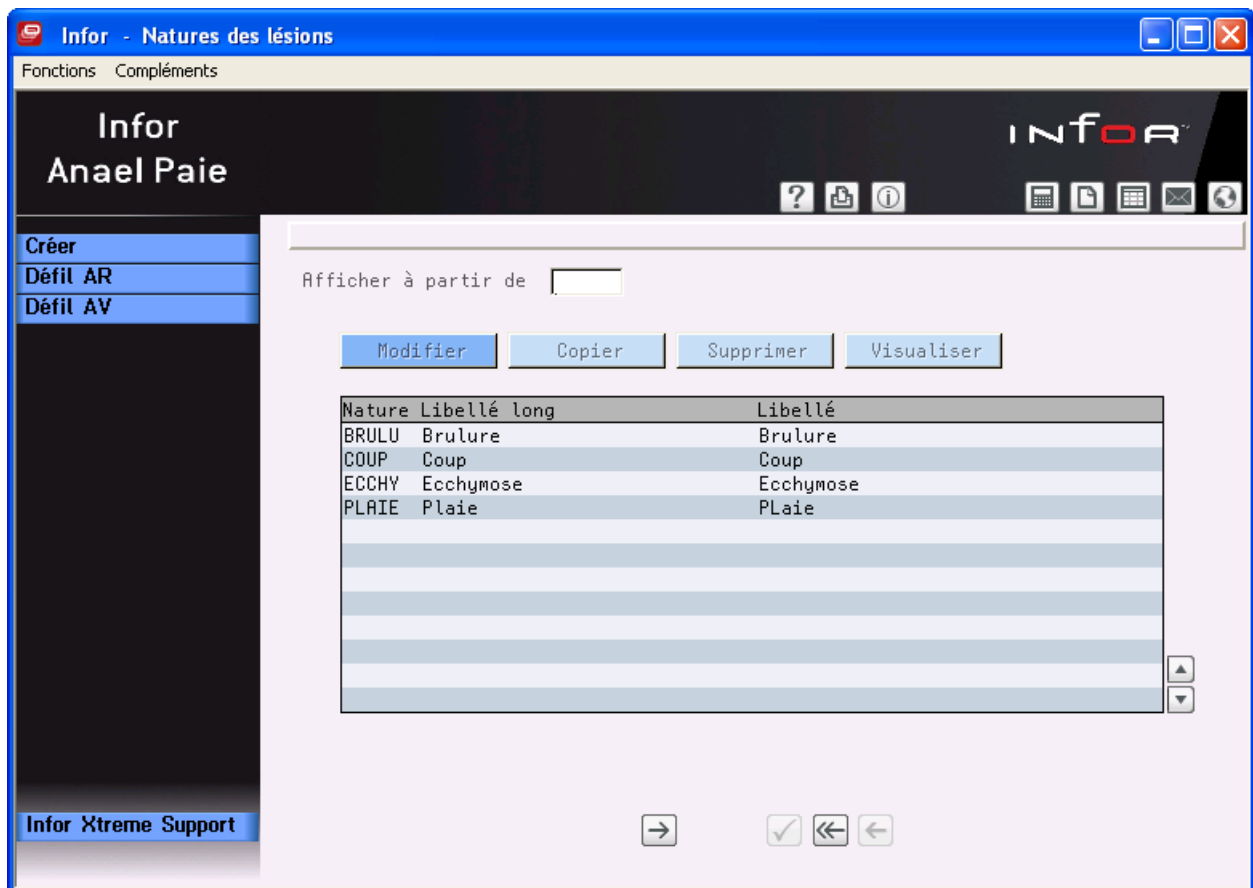 Infor - Natures des lésions
Fonctions Compléments
Infor
Anael Paie
INFOR
Créer
Défil AR
Défil AV
Afficher à partir de
Modifier Copier Supprimer Visualiser
Nature Libellé long Libellé
BRULU Brulure Brulure
COUP Coup Coup
ECCHY Ecchymose Ecchymose
PLAIE Plaie PLaie
Infor Xtreme Support